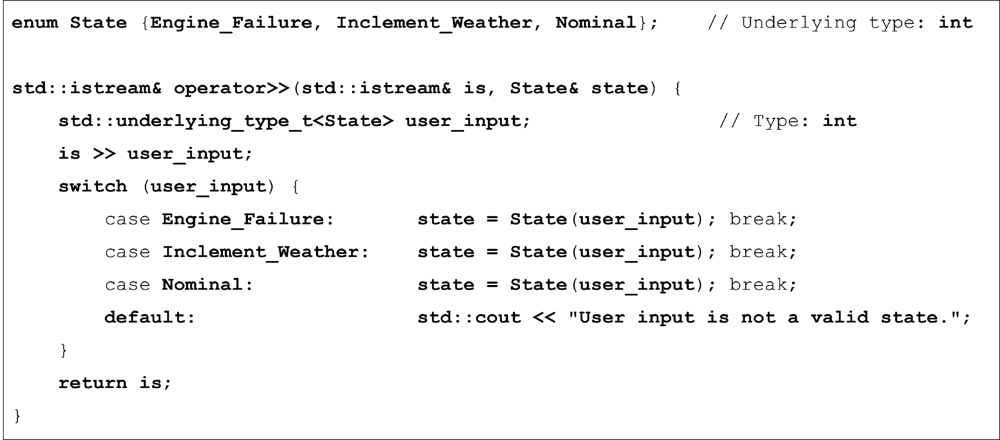 enum State {Engine_Failure, Inclement_Weather, Nominal}; // Underlying type: int
std::istream& operator>>(std::istream& is, State& state) {
std::underlying_type_t<State> user_input; // Type: int
is >> user_input;
switch (user_input) {
case Engine_Failure: state = State(user_input); break;
case Inclement_Weather: state = State(user_input); break;
case Nominal: state = State(user_input); break;
default: std::cout << "User input is not a valid state.";
}
return is;
}